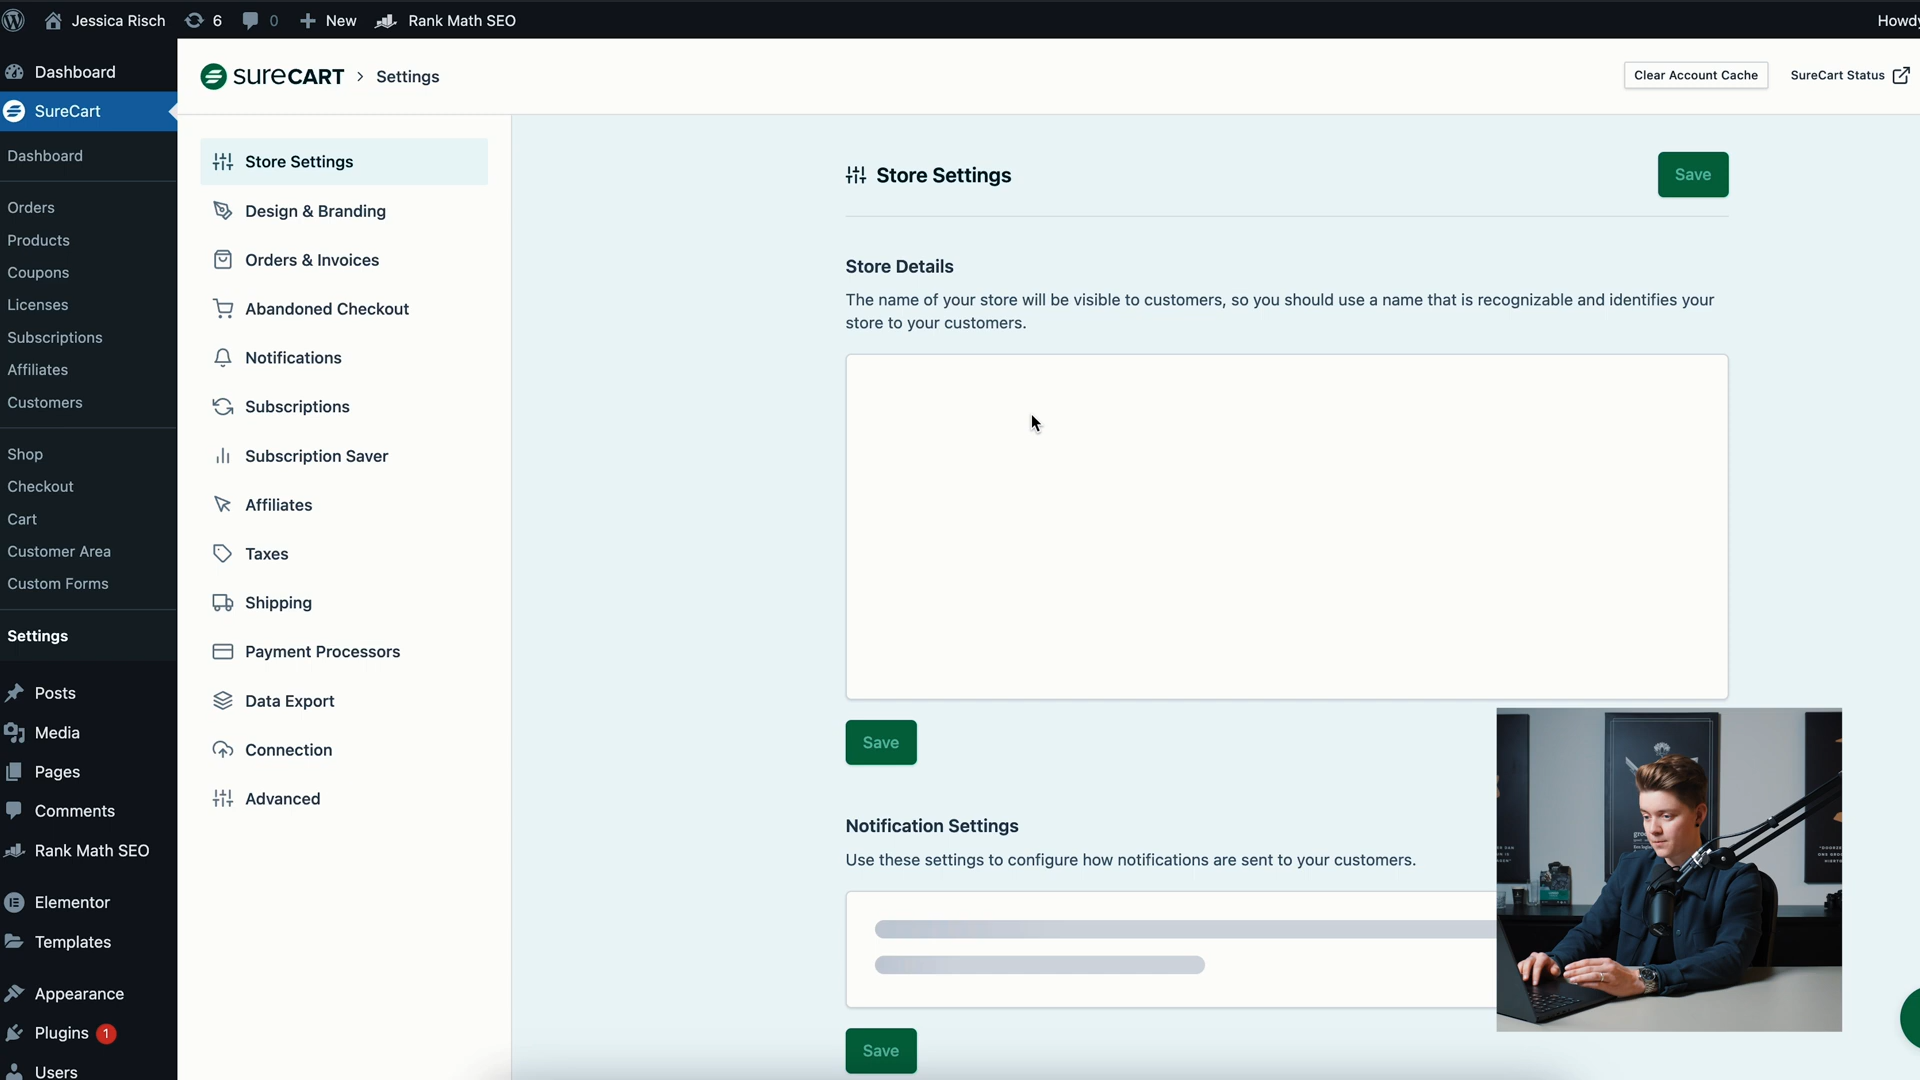 Jessica Risch
6
0
New
Rank Math SEO
Howdy
Dashboard
SureCart
Dashboard
Orders
Products
Coupons
Licenses
Subscriptions
Affiliates
Customers
Shop
Checkout
Cart
Customer Area
Custom Forms
Settings
Posts
Media
Pages
Comments
Rank Math SEO
Elementor
Templates
Appearance
Plugins 1
Users
SURECART > Settings
Clear Account Cache
SureCart Status
Store Settings
Design & Branding
Orders & Invoices
Abandoned Checkout
Notifications
Subscriptions
Subscription Saver
Affiliates
Taxes
Shipping
Payment Processors
Data Export
Connection
Advanced
Store Settings
Save
Store Details
The name of your store will be visible to customers, so you should use a name that is recognizable and identifies your
store to your customers.
Save
Notification Settings
Use these settings to configure how notifications are sent to your customers.
Save